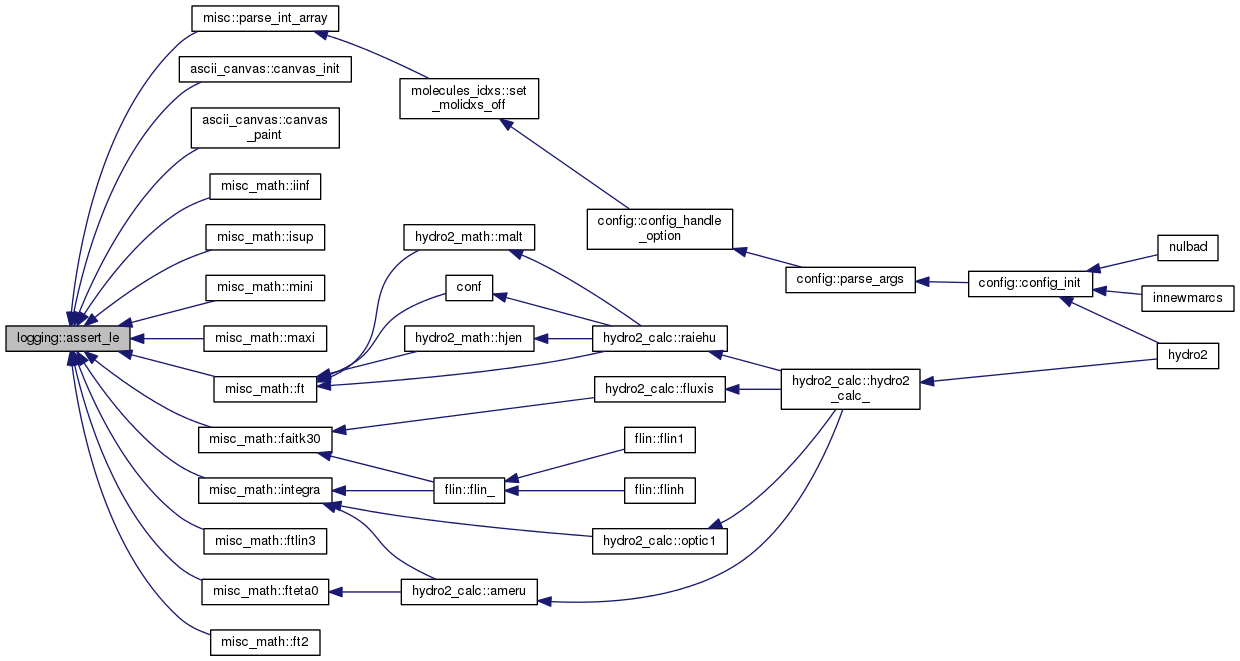 misc::parse_int_array
ascii_canvas::canvas_init
molecules_idxs::set
_molidxs_off
ascii_canvas::canvas
_paint
misc_math::iinf
config::config_handle
_option
misc_math::isup
hydro2_math::malt
nulbad
config::parse_args
config::config_init
misc_math::mini
conf
innewmarcs
logging::assert_le
misc_math::maxi
hydro2_math::hjen
hydro2_calc::raiehu
hydro2
misc_math::ft
hydro2_calc::fluxis
hydro2_calc::hydro2
_calc_
misc_math::faitk30
flin::flin1
misc_math::integra
flin::flin_
flin::flinh
misc_math::ftlin3
hydro2_calc::optic1
misc_math::fteta0
hydro2_calc::ameru
misc_math::ft2